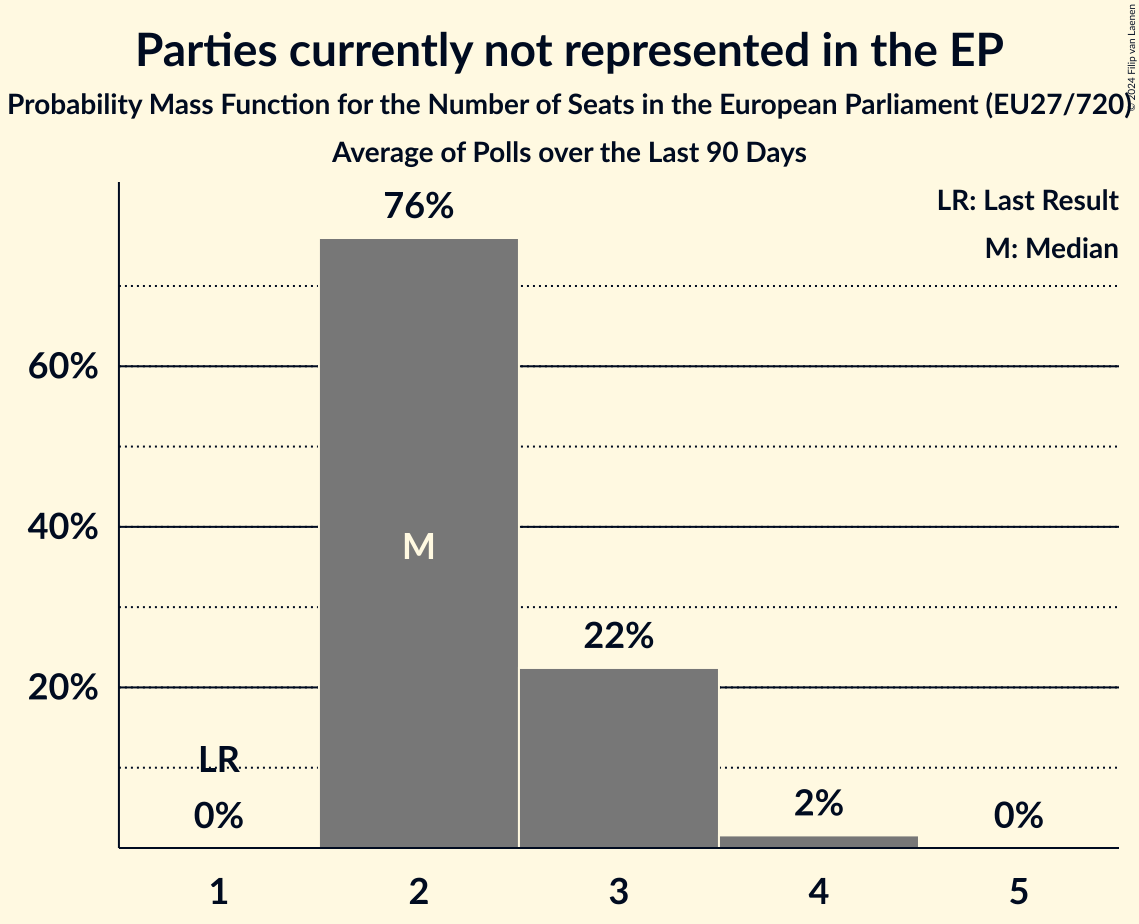 Parties currently not represented in the EP
Probability Mass Function for the Number of Seats in the European Parliament (EU27/720)
Average of Polls over the Last 90 Days
© 2024 Filip van Laenen
LR: Last Result
M: Median
76%
60%
40%
M
22%
20%
LR
0%
2%
0%
1 2 3 4 5